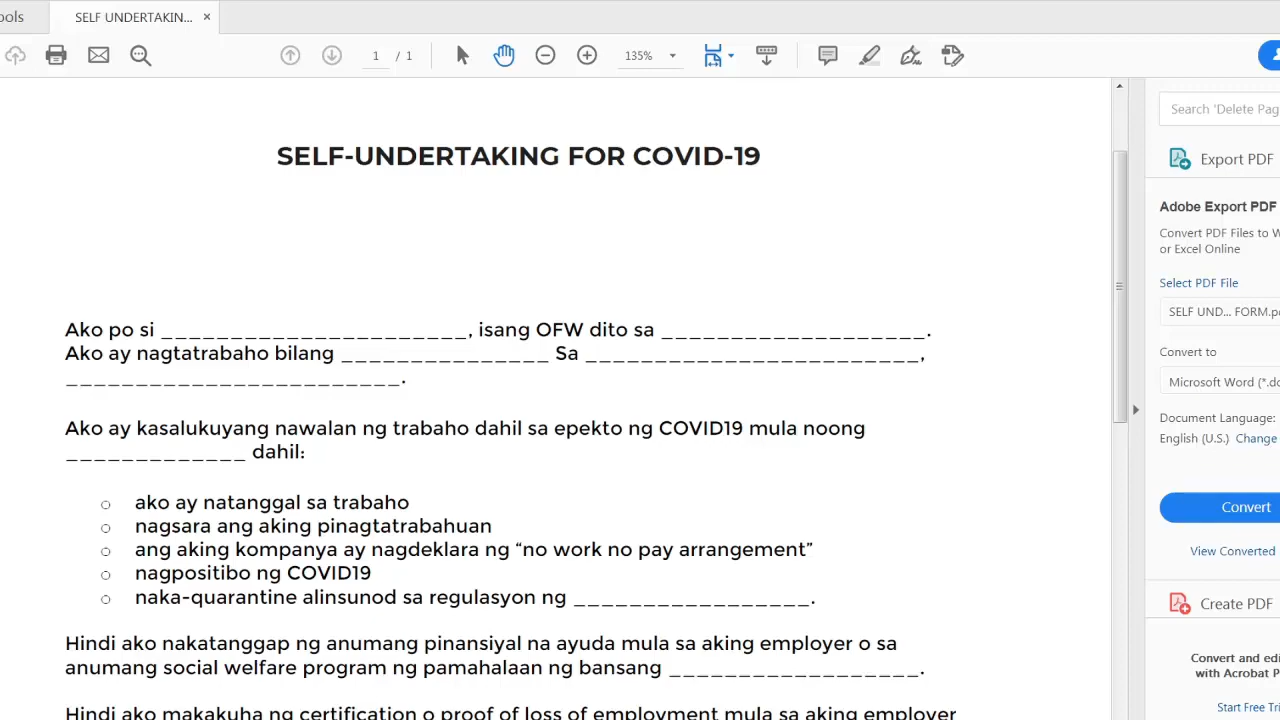 ools
SELF UNDERTAKIN... ×
1 / 1
135%
Search 'Delete Pag
Export PDF
SELF-UNDERTAKING FOR COVID-19
Adobe Export PDF
Convert PDF Files to W
or Excel Online
Select PDF File
SELF UND... FORM.p
Convert to
Microsoft Word (*.do
Document Language:
English (U.S.) Change
Convert
View Converted
Create PDF
Convert and edi
with Acrobat P
Start Free Tri
Ako po si ______________________, isang OFW dito sa ___________________.
Ako ay nagtatrabaho bilang _______________ Sa ________________________,
________________________.
Ako ay kasalukuyang nawalan ng trabaho dahil sa epekto ng COVID19 mula noong
_____________ dahil:
○ ako ay natanggal sa trabaho
○ nagsara ang aking pinagtatrabahuan
○ ang aking kompanya ay nagdeklara ng “no work no pay arrangement”
○ nagpositibo ng COVID19
○ naka-quarantine alinsunod sa regulasyon ng _________________.
Hindi ako nakatanggap ng anumang pinansiyal na ayuda mula sa aking employer o sa
anumang social welfare program ng pamahalaan ng bansang __________________.
Hindi ako makakuha ng certification o proof of loss of employment mula sa aking employer